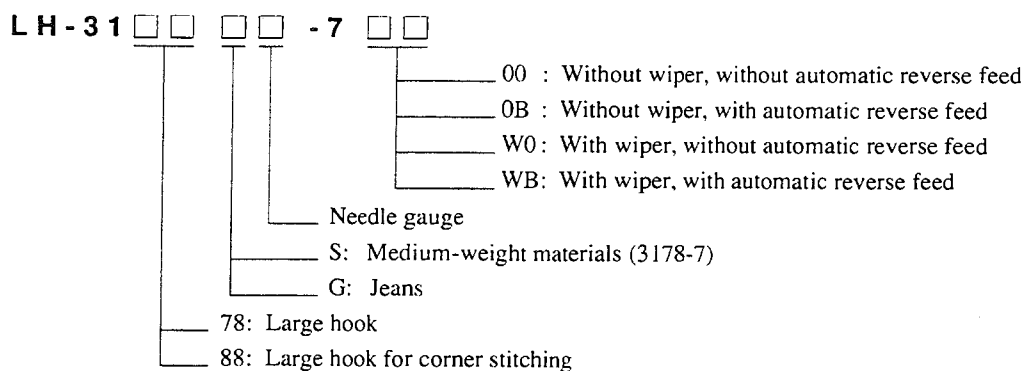 LH-31□□ □□ -7 □□
00 : Without wiper, without automatic reverse feed
0B : Without wiper, with automatic reverse feed
W0: With wiper, without automatic reverse feed
WB: With wiper, with automatic reverse feed
Needle gauge
S: Medium-weight materials (3178-7)
G: Jeans
78: Large hook
88: Large hook for corner stitching